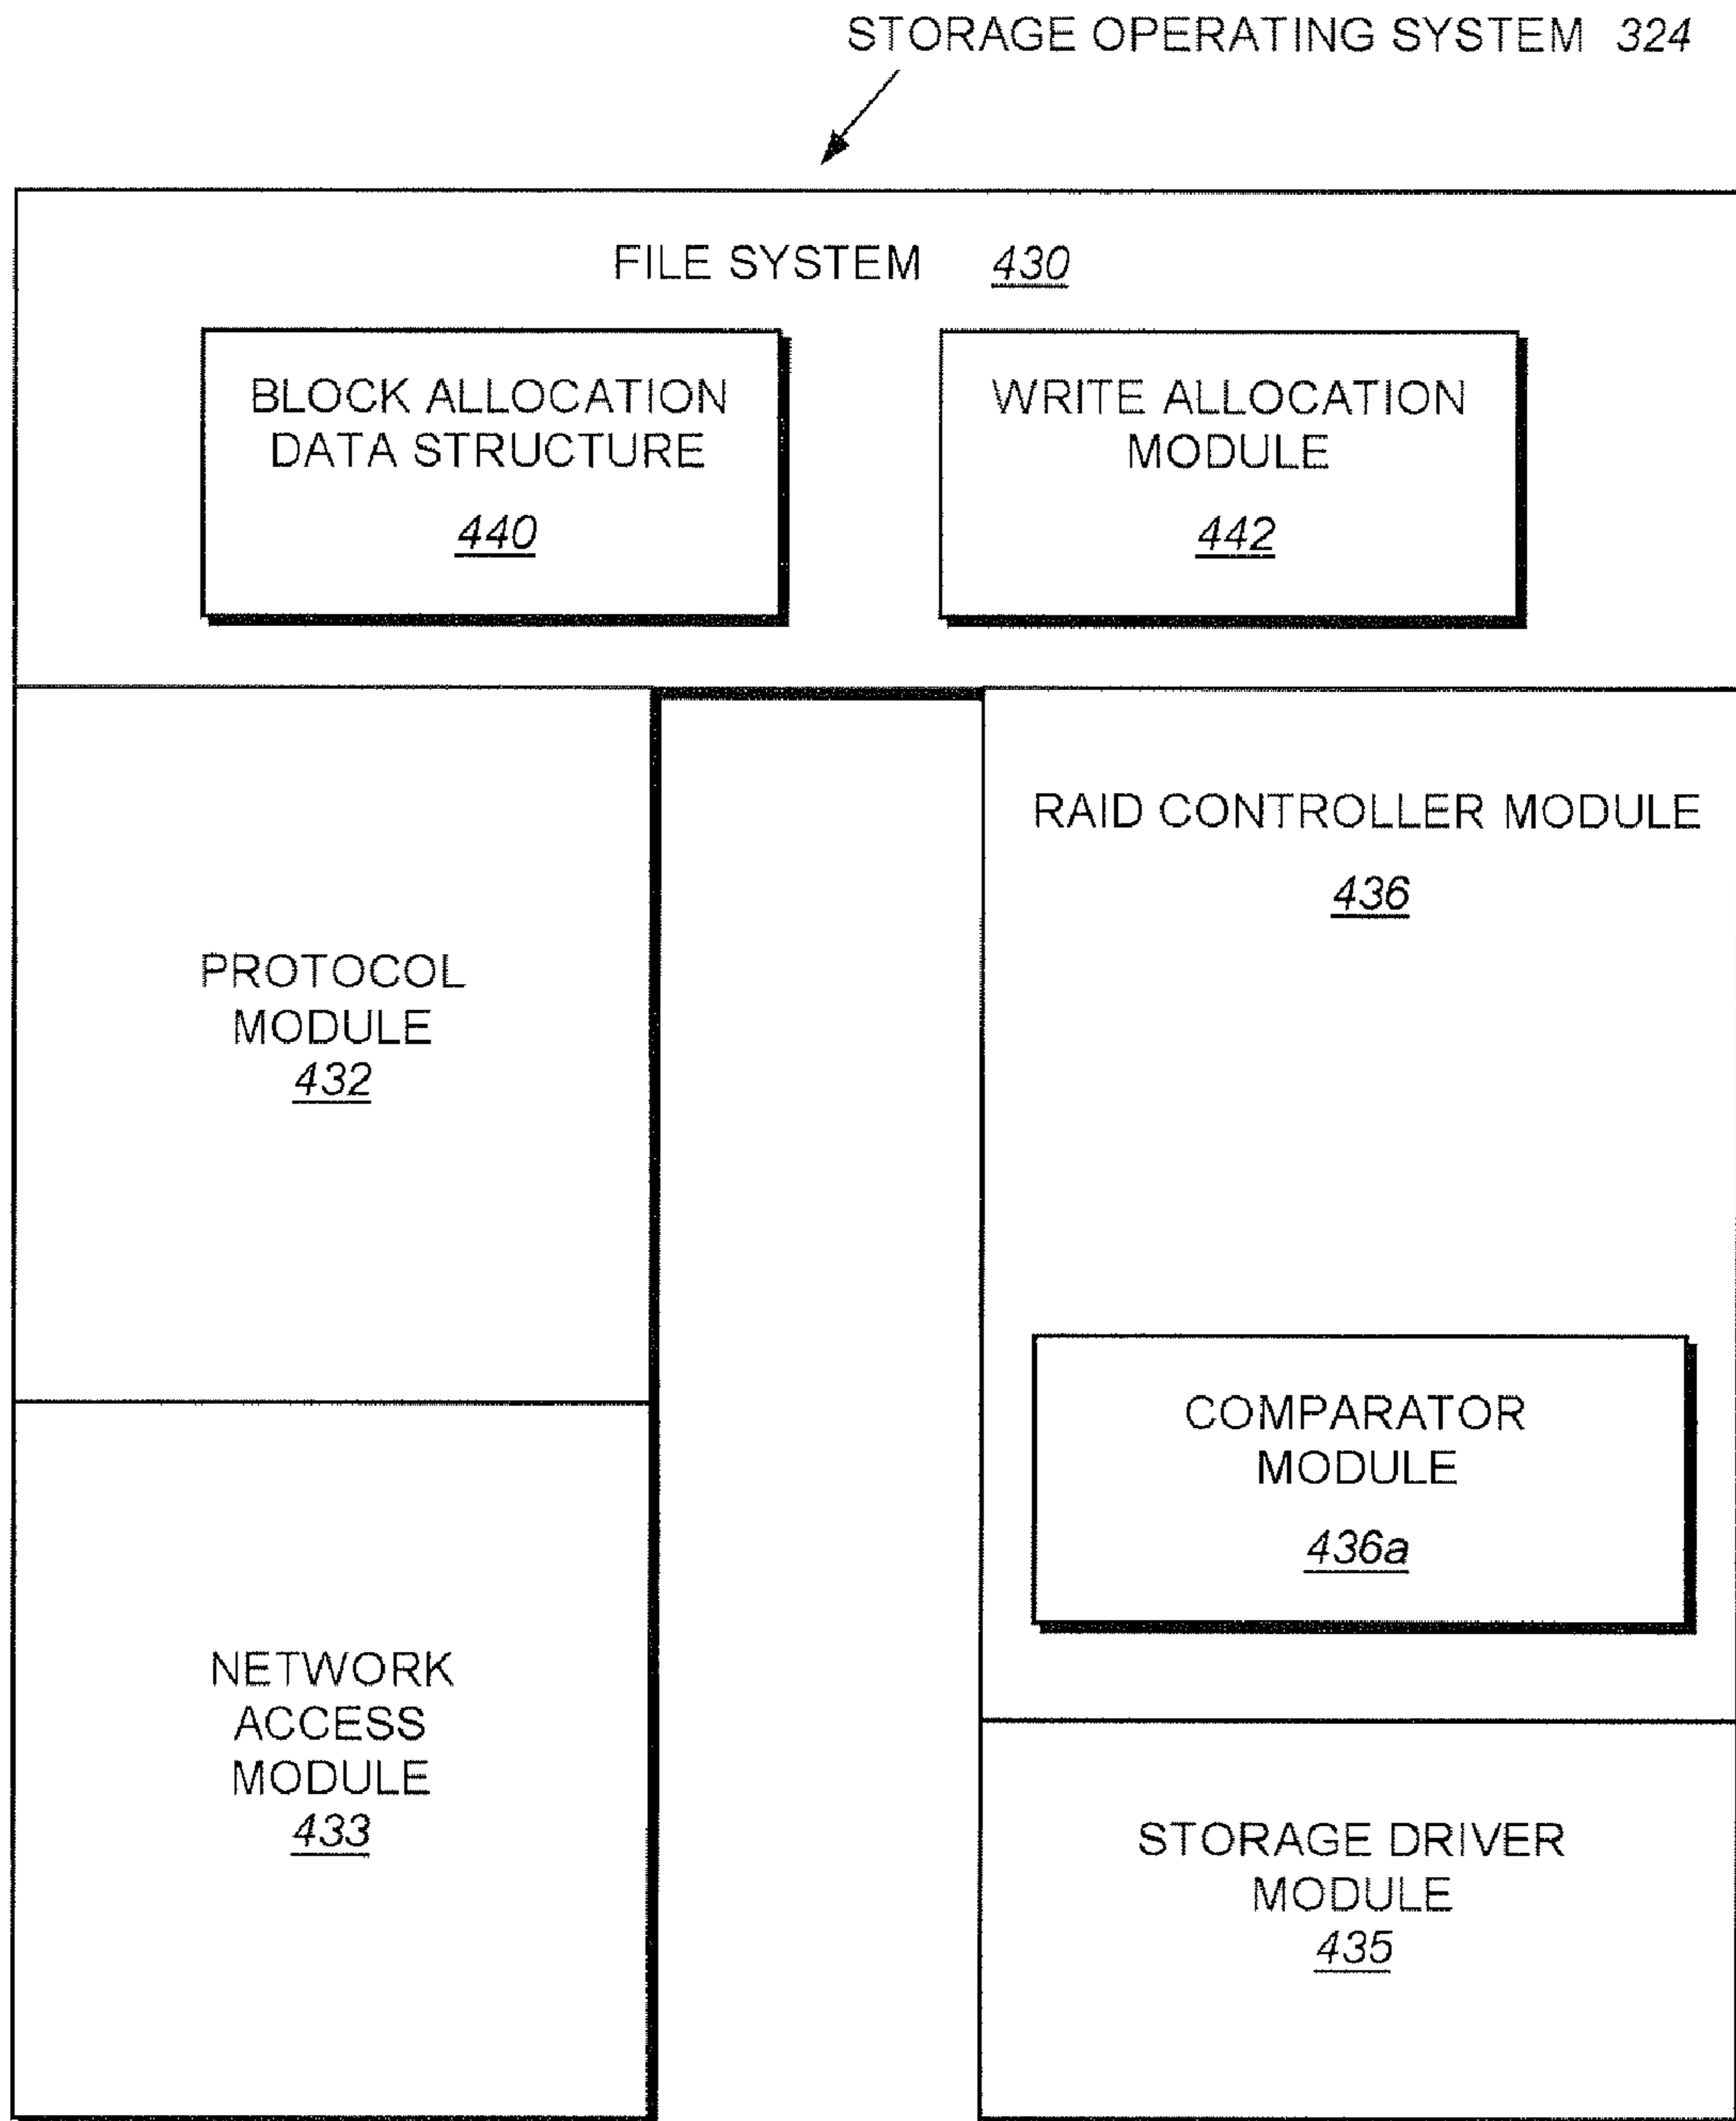 STORAGE OPERATING SYSTEM 324
FILE SYSTEM 430
BLOCK ALLOCATION
DATA STRUCTURE
440
WRITE ALLOCATION
MODULE
442
PROTOCOL
MODULE
432
NETWORK
ACCESS
MODULE
433
RAID CONTROLLER MODULE
436
COMPARATOR
MODULE
436a
STORAGE DRIVER
MODULE
435